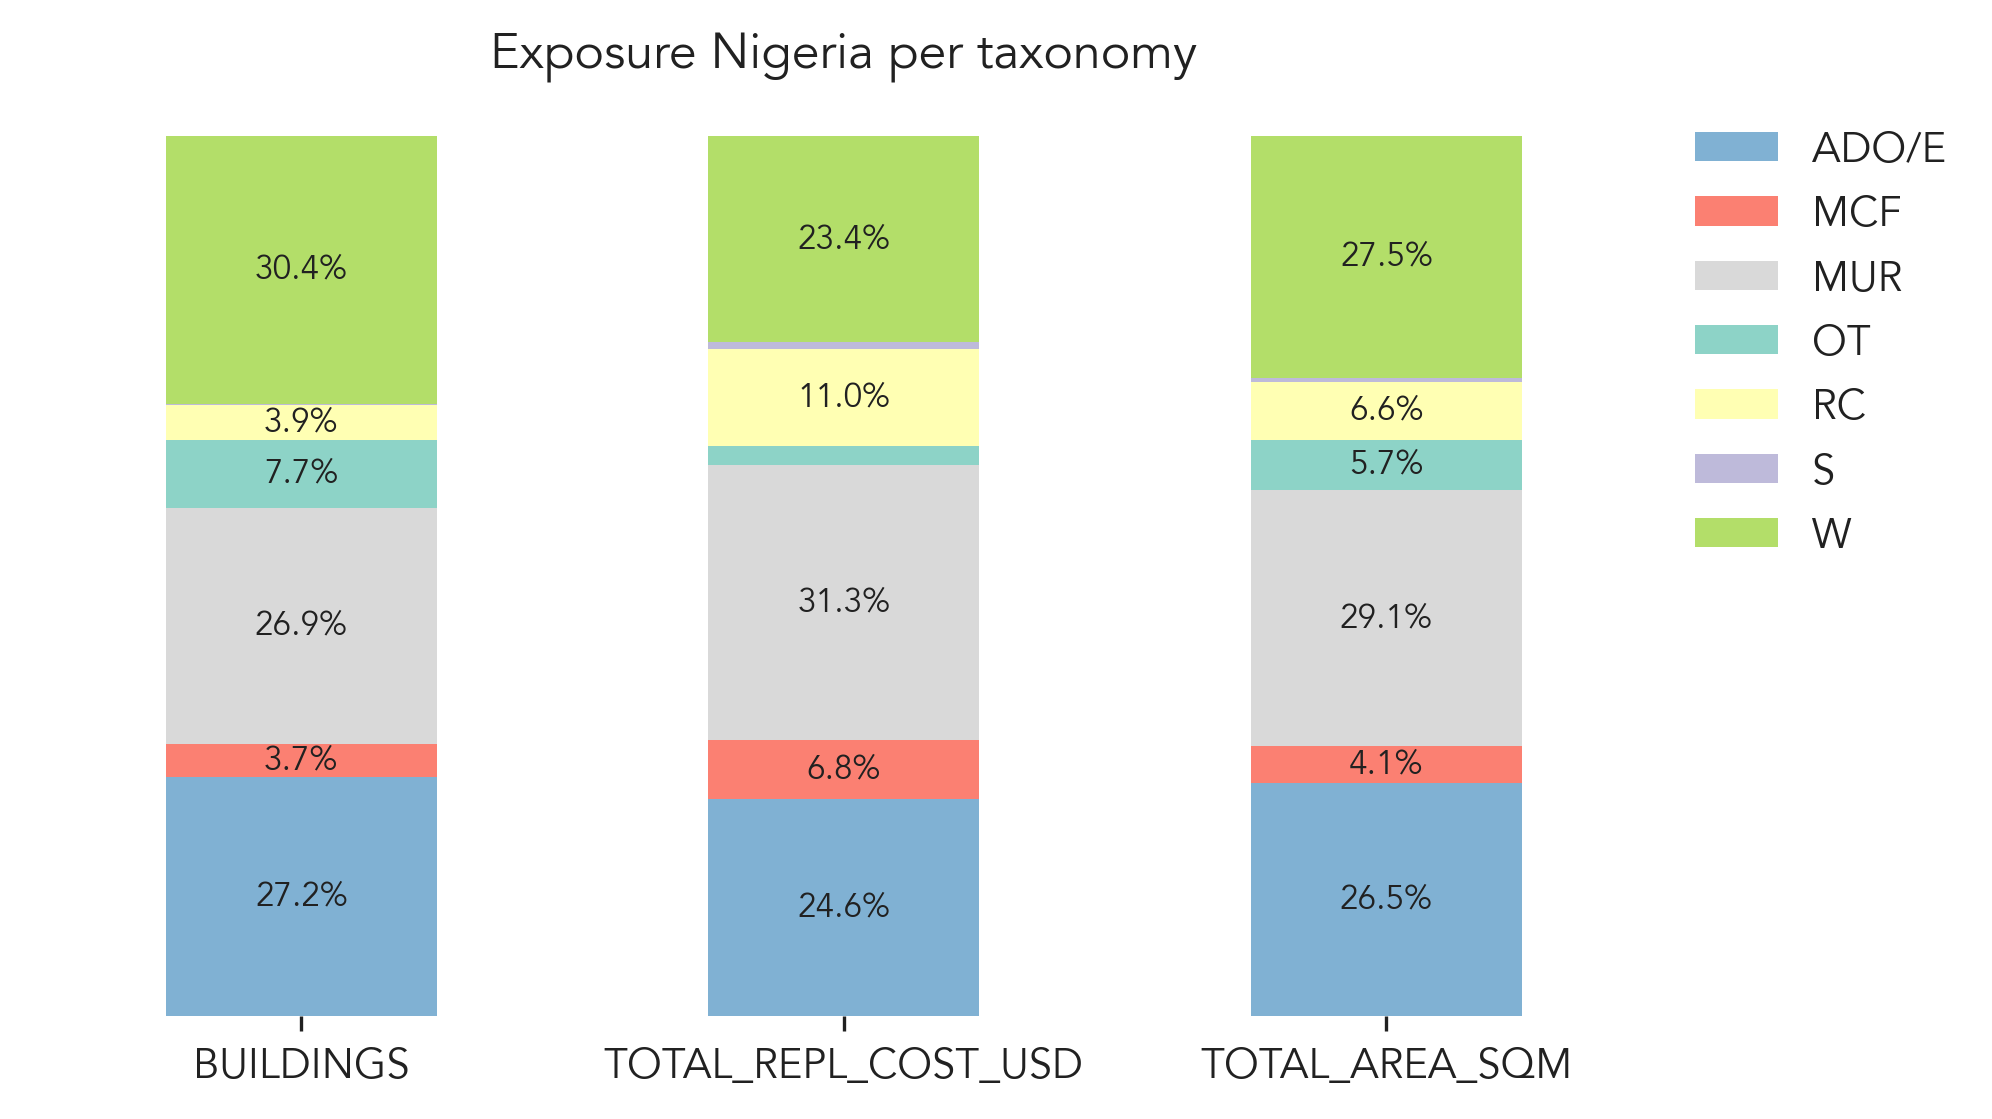 Exposure Nigeria per taxonomy
30.4%
3.9%
7.7%
26.9%
3.7%
27.2%
23.4%
11.0%
31.3%
6.8%
24.6%
27.5%
6.6%
5.7%
29.1%
4.1%
26.5%
ADO/E
MCF
MUR
OT
RC
S
W
BUILDINGS
TOTAL_REPL_COST_USD
TOTAL_AREA_SQM